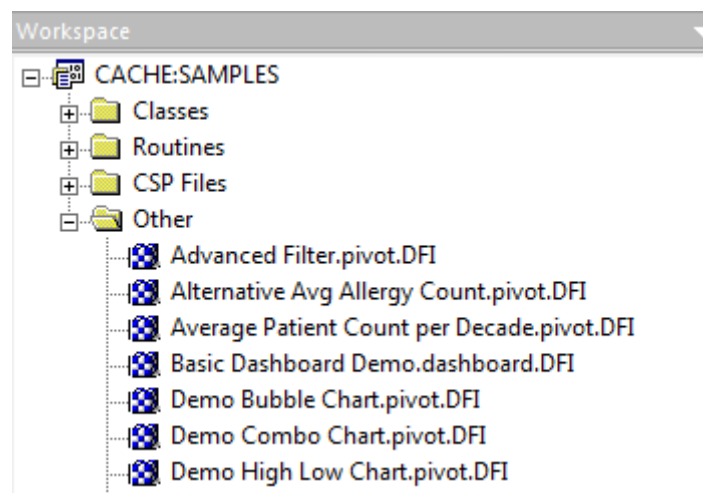 Workspace
CACHE:SAMPLES
Classes
Routines
CSP Files
Other
Advanced Filter.pivot.DFI
Alternative Avg Allergy Count.pivot.DFI
Average Patient Count per Decade.pivot.DFI
Basic Dashboard Demo.dashboard.DFI
Demo Bubble Chart.pivot.DFI
Demo Combo Chart.pivot.DFI
Demo High Low Chart.pivot.DFI